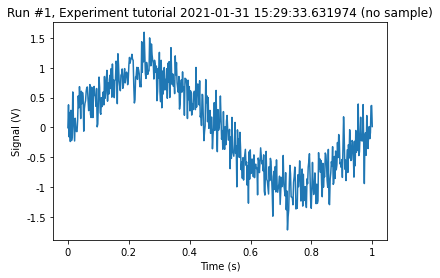 Run #1, Experiment tutorial 2021-01-31 15:29:33.631974 (no sample)
1.5
1
0.5
0
-0.5
-1
-1.5
Signal (V)
0 0.2 0.4 0.6 0.8 1
Time (s)